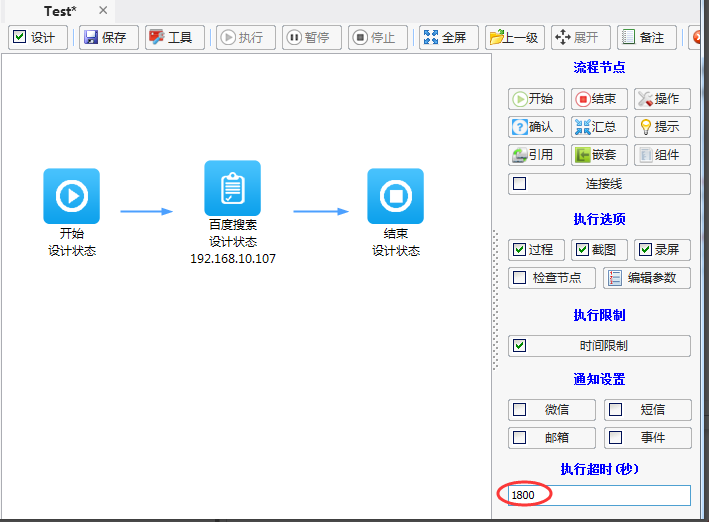 Test*
设计 保存 工具 执行 暂停 停止 全屏 上一级 展开 备注
开始
设计状态
百度搜索
设计状态
192.168.10.107
结束
设计状态
流程节点
开始 结束 操作
确认 汇总 提示
引用 嵌套 组件
连接线
执行选项
过程 截图 录屏
检查节点 编辑参数
执行限制
时间限制
通知设置
微信 短信
邮箱 事件
执行超时(秒)
1800